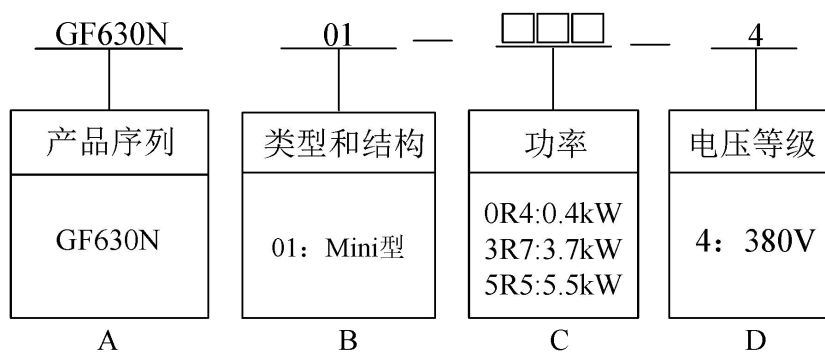 GF630N 01 — □□□ — 4
产品序列
类型和结构
功率
电压等级
GF630N
01：Mini型
0R4:0.4kW
3R7:3.7kW
5R5:5.5kW
4：380V
A
B
C
D